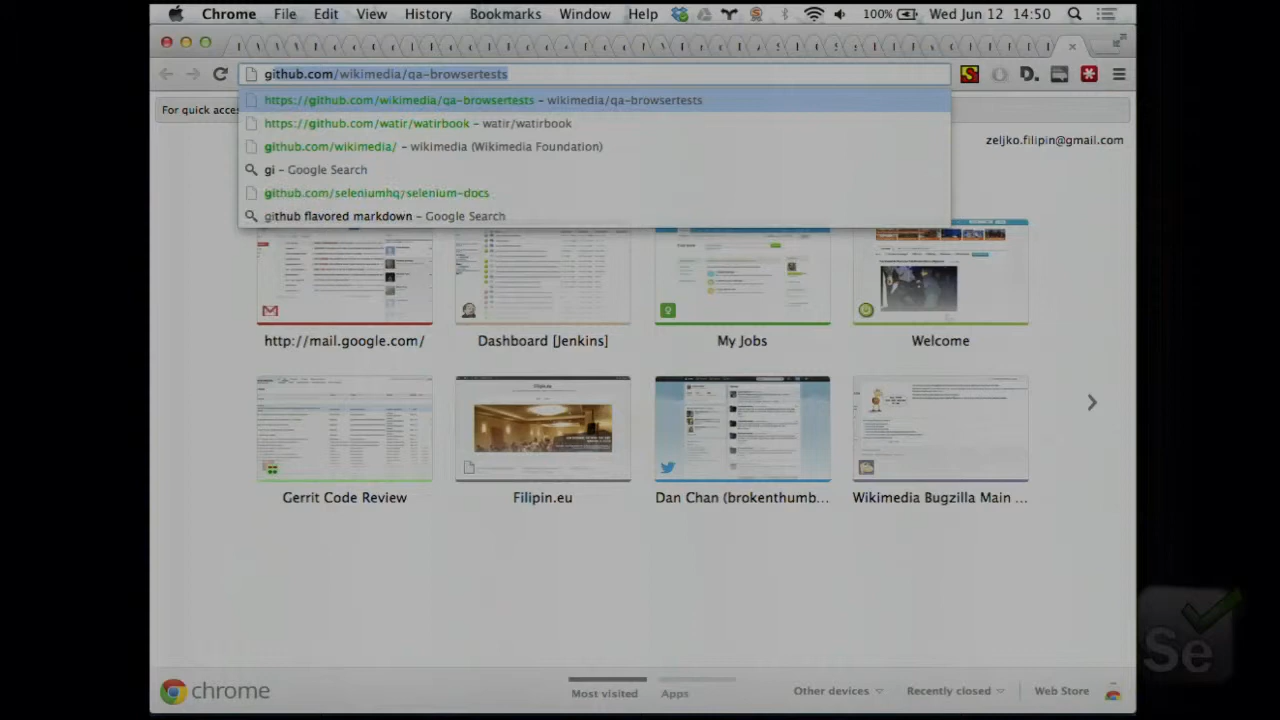 Chrome File Edit View History Bookmarks Window Help 100% Wed Jun 12 14:50
github.com/wikimedia/qa-browsertests
For quick acce
https://github.com/wikimedia/qa-browsertests – wikimedia/qa-browsertests
https://github.com/watir/watirbook – watir/watirbook
github.com/wikimedia/ – wikimedia (Wikimedia Foundation)
gi – Google Search
github.com/seleniumhq/selenium-docs
github flavored markdown – Google Search
zeljko.filipin@gmail.com
http://mail.google.com/ Dashboard [Jenkins] My Jobs Welcome
Gerrit Code Review Filipin.eu Dan Chan (brokenthumb... Wikimedia Bugzilla Main ...
chrome Most visited Apps Other devices Recently closed Web Store
Se